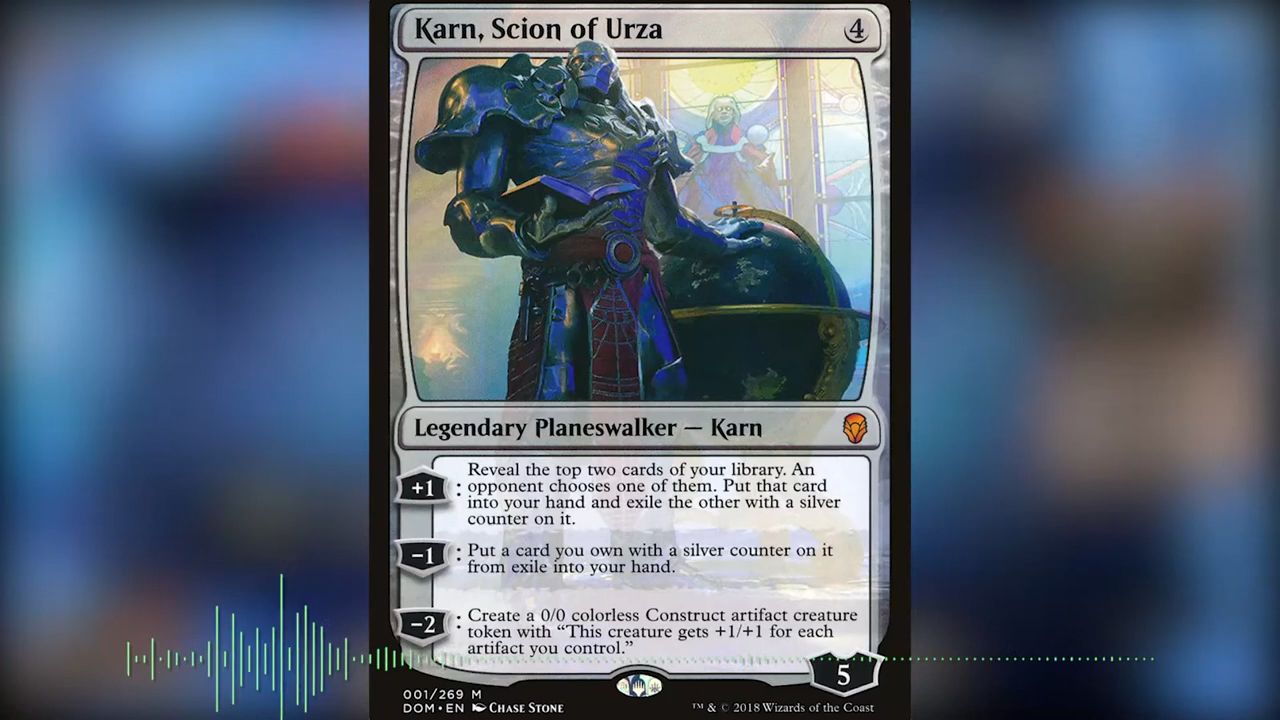 Karn, Scion of Urza
4
Legendary Planeswalker — Karn
+1
: Reveal the top two cards of your library. An
opponent chooses one of them. Put that card
into your hand and exile the other with a silver
counter on it.
−1
: Put a card you own with a silver counter on it
from exile into your hand.
−2
: Create a 0/0 colorless Construct artifact creature
token with “This creature gets +1/+1 for each
artifact you control.”
5
001/269 M
DOM • EN CHASE STONE
™ & © 2018 Wizards of the Coast